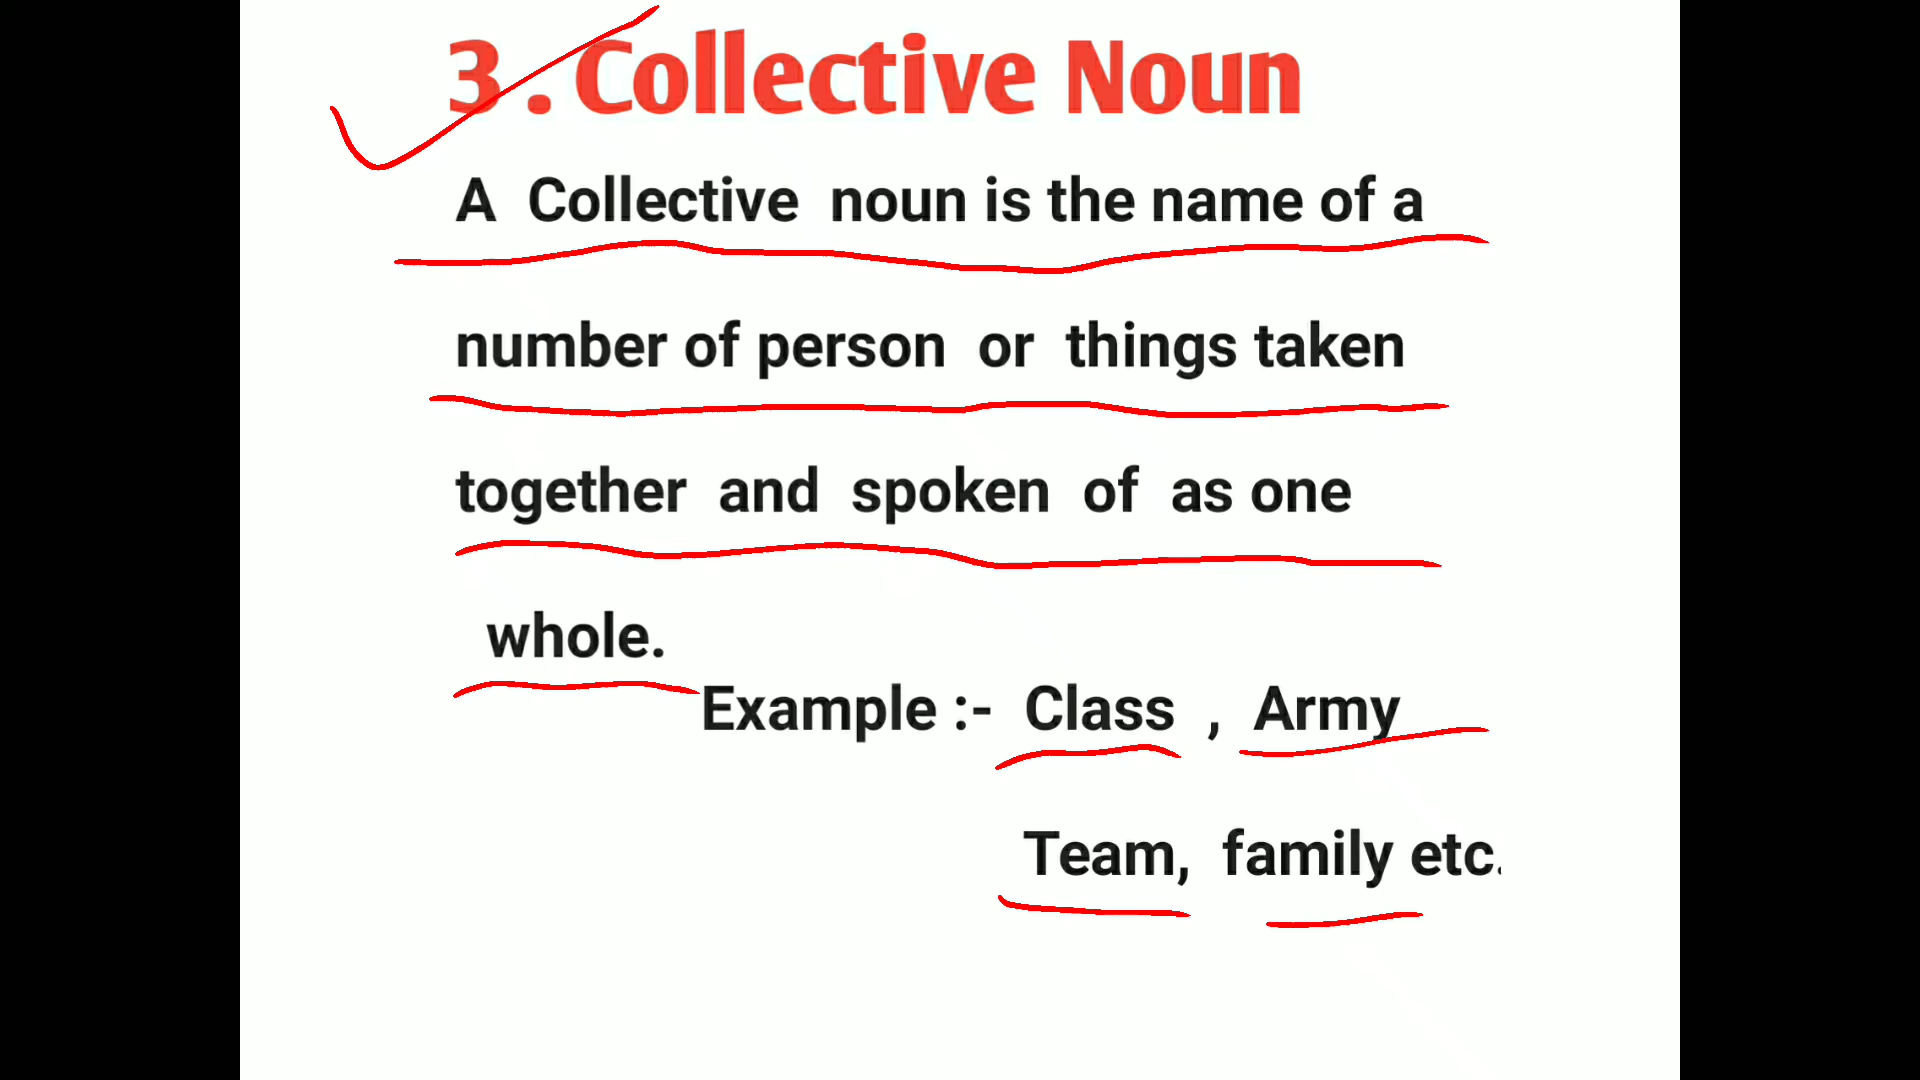 3. Collective Noun
A Collective noun is the name of a
number of person or things taken
together and spoken of as one
whole.
Example :- Class , Army
Team, family etc.